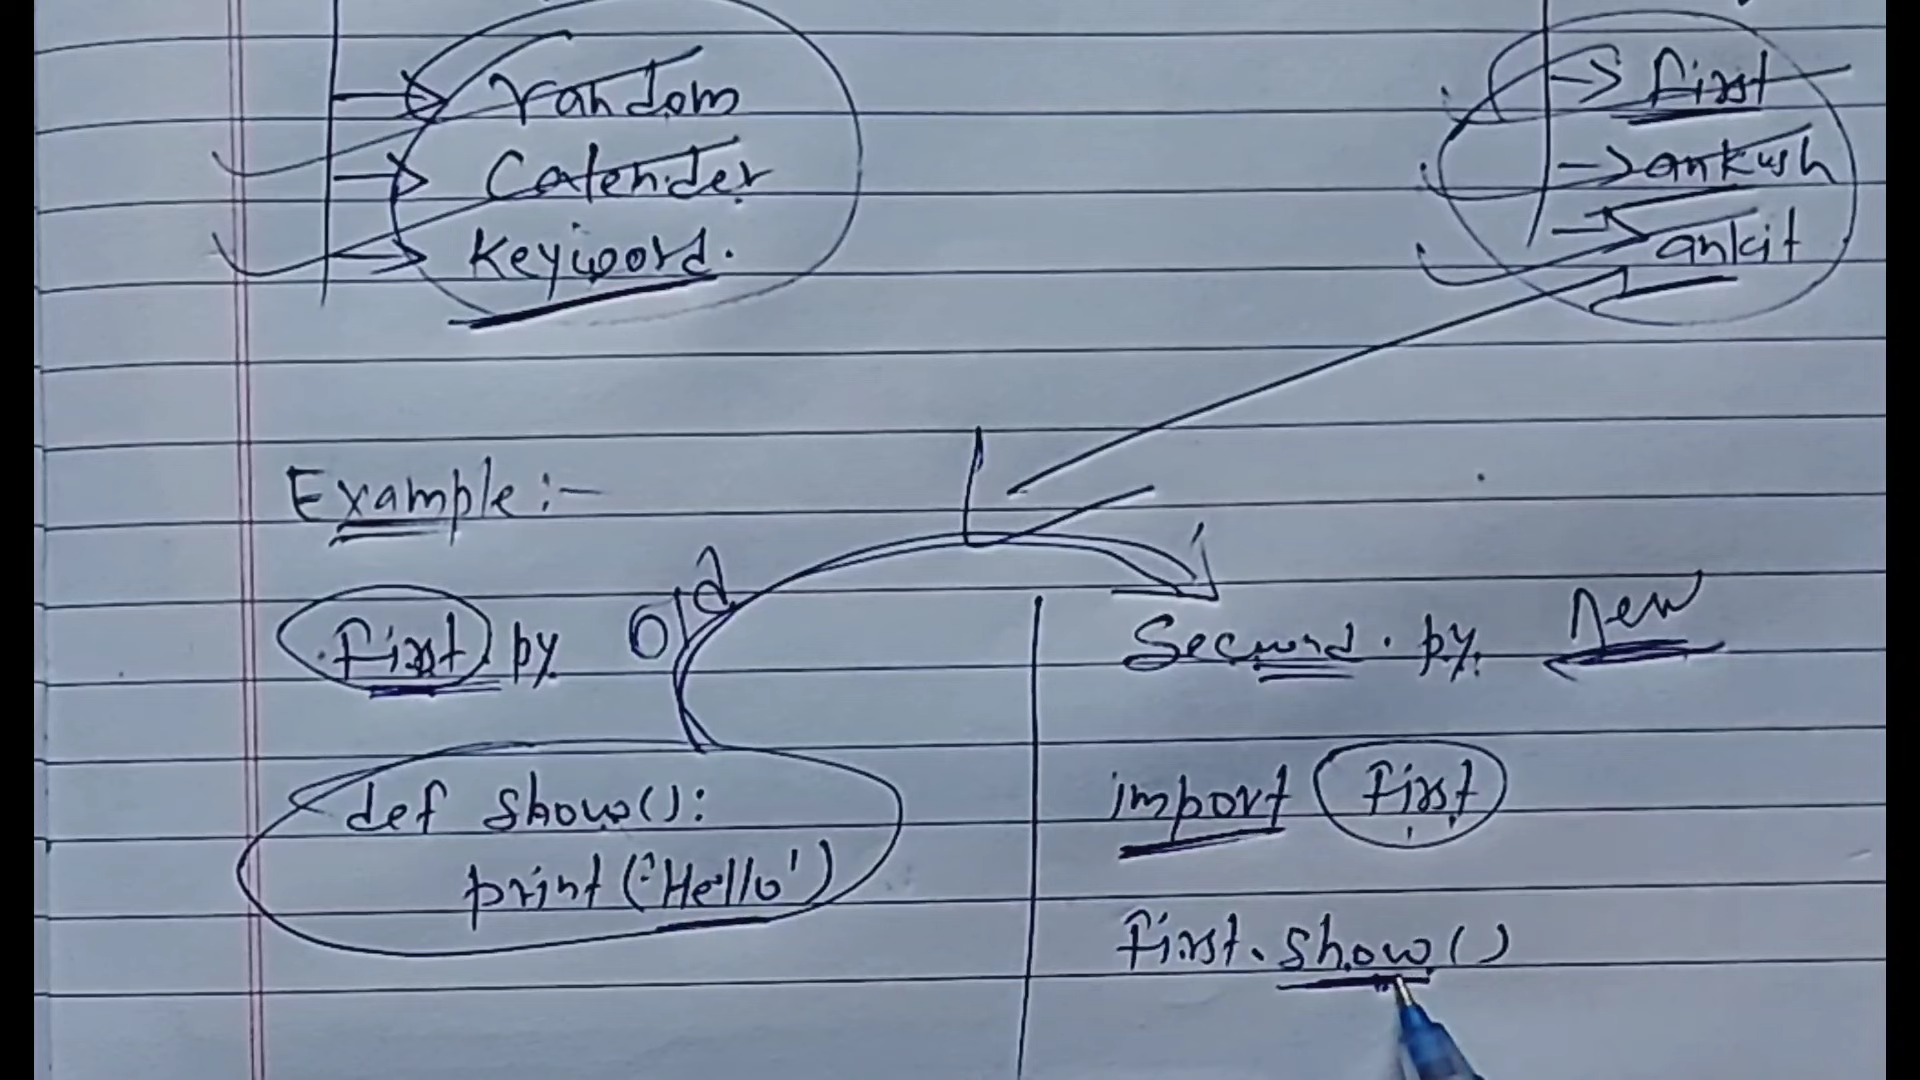 random
Calender
Keyword.
first
ankush
ankit
Example :-
first.py
old
def show():
print('Hello')
Second.py
new
import first
first.show()